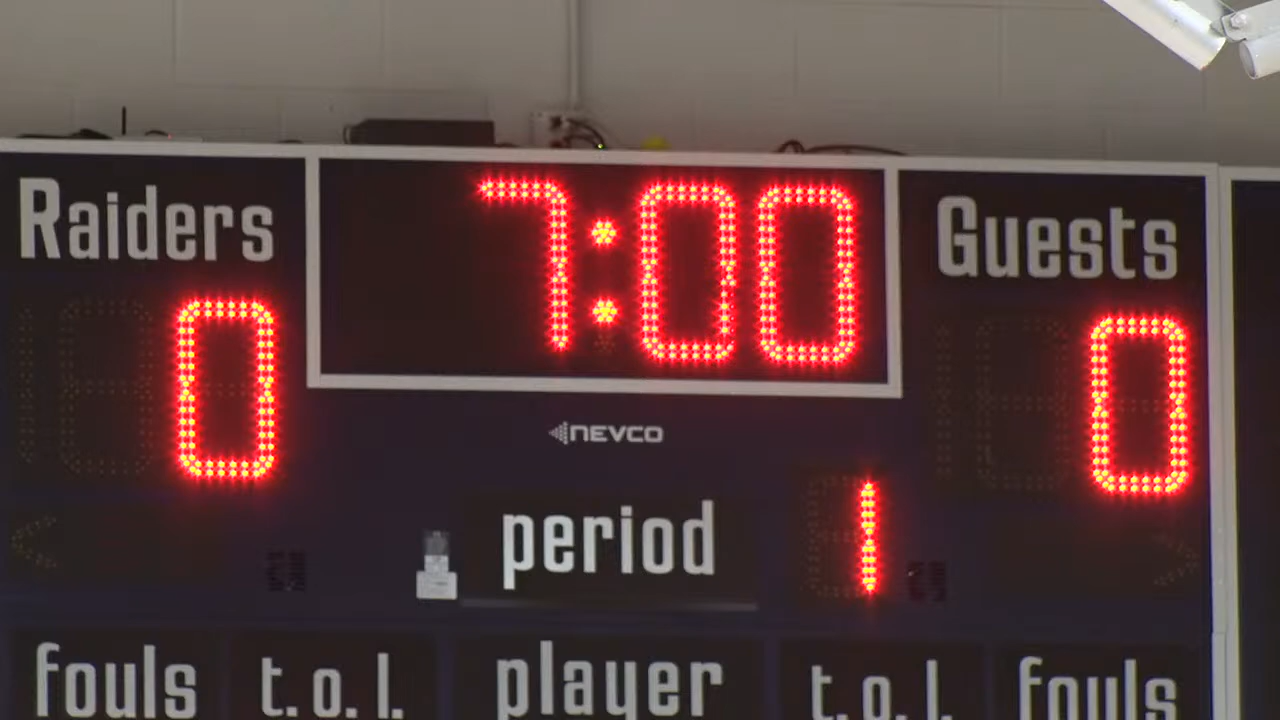 Raiders
7:00
Guests
0
0
NEVCO
period
1
fouls
t.o.l.
player
t.o.l.
fouls